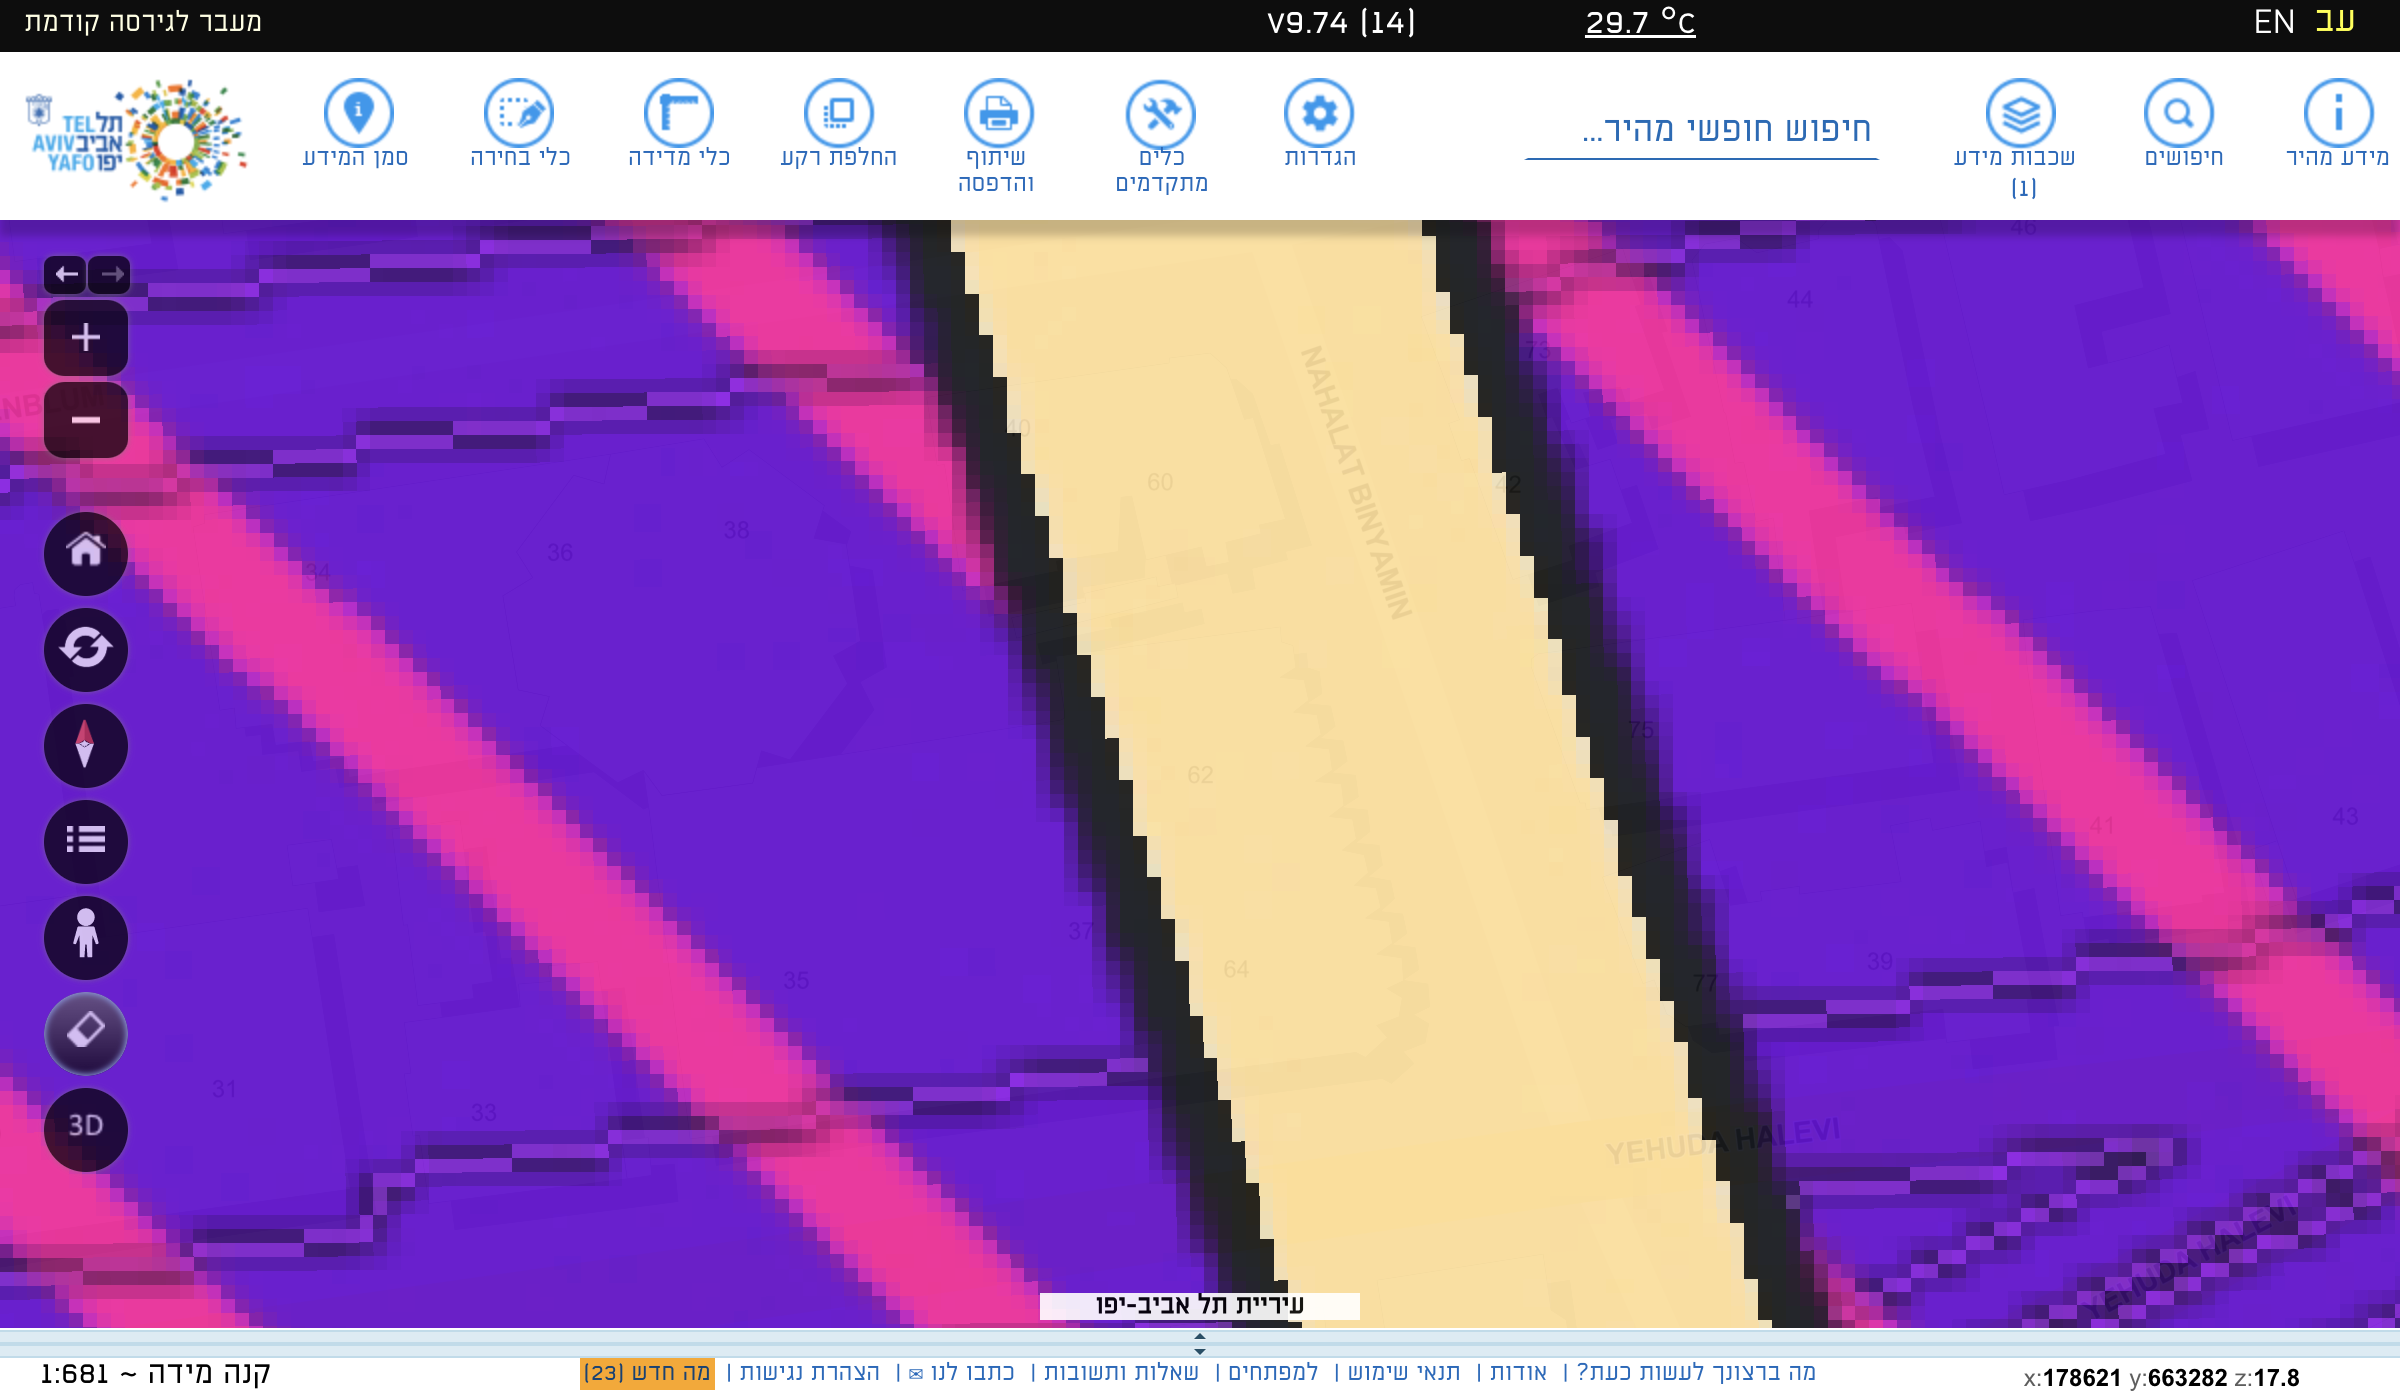 מעבר לגירסה קודמת
V9.74 (14)
29.7 °C
EN עב
תל TEL
אביב AVIV
יפו YAFO
סמן המידע
כלי בחירה
כלי מדידה
החלפת רקע
שיתוף
והדפסה
כלים
מתקדמים
הגדרות
חיפוש חופשי מהיר...
שכבות מידע
(1)
חיפושים
מידע מהיר
46
44
73
40
60
42
38
36
34
NAHALAT BINYAMIN
75
62
41
43
37
35
64
77
39
31
33
3D
YEHUDA HALEVI
YEHUDA HALEVI
עיריית תל אביב-יפו
קנה מידה ~ 1:681
מה ברצונך לעשות כעת? | אודות | תנאי שימוש | למפתחים | שאלות ותשובות | כתבו לנו ✉ | הצהרת נגישות | מה חדש (23)
x:178621 y:663282 z:17.8